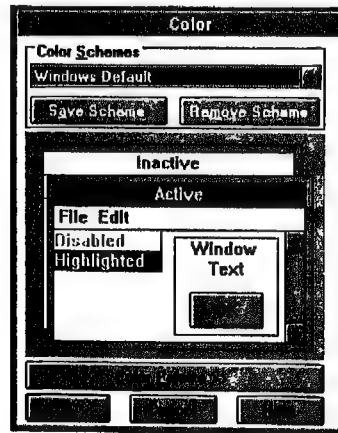 Color
Color Schemes
Windows Default
Save Scheme Remove Scheme
Inactive
Active
File Edit
Disabled
Highlighted
Window
Text